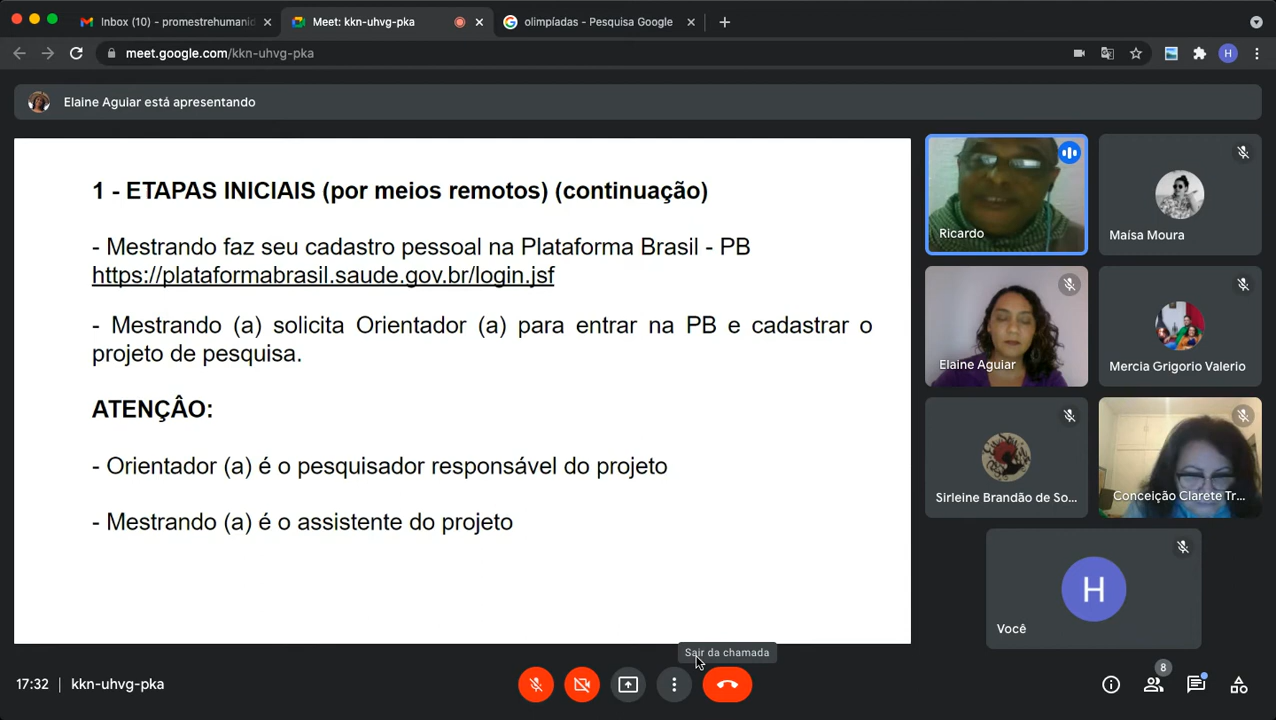 Inbox (10) - promestrehumanid
Meet: kkn-uhvg-pka
olimpíadas - Pesquisa Google
meet.google.com/kkn-uhvg-pka
H
Elaine Aguiar está apresentando
1 - ETAPAS INICIAIS (por meios remotos) (continuação)
- Mestrando faz seu cadastro pessoal na Plataforma Brasil - PB
https://plataformabrasil.saude.gov.br/login.jsf
- Mestrando (a) solicita Orientador (a) para entrar na PB e cadastrar o
projeto de pesquisa.
ATENÇÂO:
- Orientador (a) é o pesquisador responsável do projeto
- Mestrando (a) é o assistente do projeto
Ricardo
Maísa Moura
Elaine Aguiar
Mercia Grigorio Valerio
Sirleine Brandão de So...
Conceição Clarete Tr...
H
Você
Sair da chamada
17:32 | kkn-uhvg-pka
8